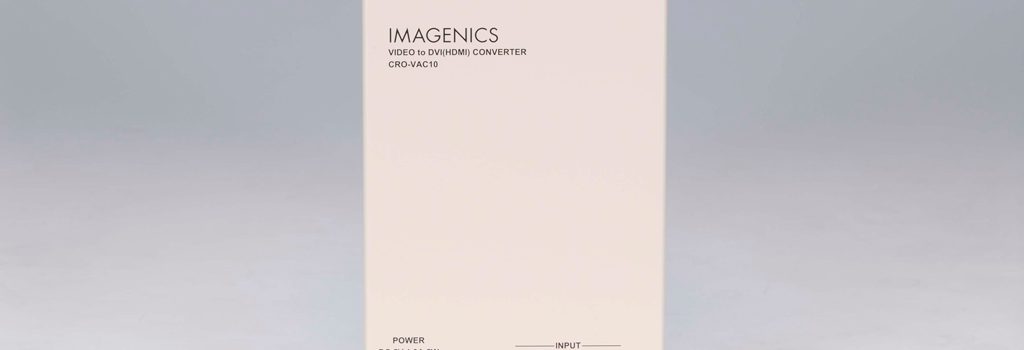 IMAGENICS
VIDEO to DVI(HDMI) CONVERTER
CRO-VAC10
POWER
INPUT